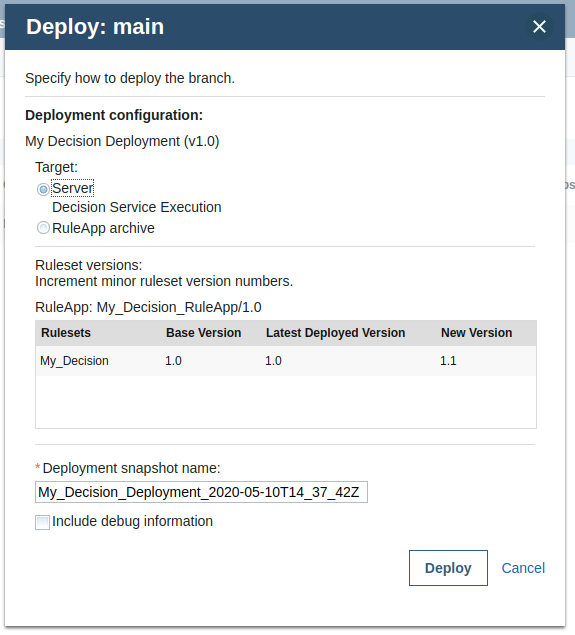 Deploy: main
Specify how to deploy the branch.
Deployment configuration:
My Decision Deployment (v1.0)
Target:
Server
Decision Service Execution
RuleApp archive
Ruleset versions:
Increment minor ruleset version numbers.
RuleApp: My_Decision_RuleApp/1.0
Rulesets Base Version Latest Deployed Version New Version
My_Decision 1.0 1.0 1.1
*Deployment snapshot name:
My_Decision_Deployment_2020-05-10T14_37_42Z
Include debug information
Deploy Cancel